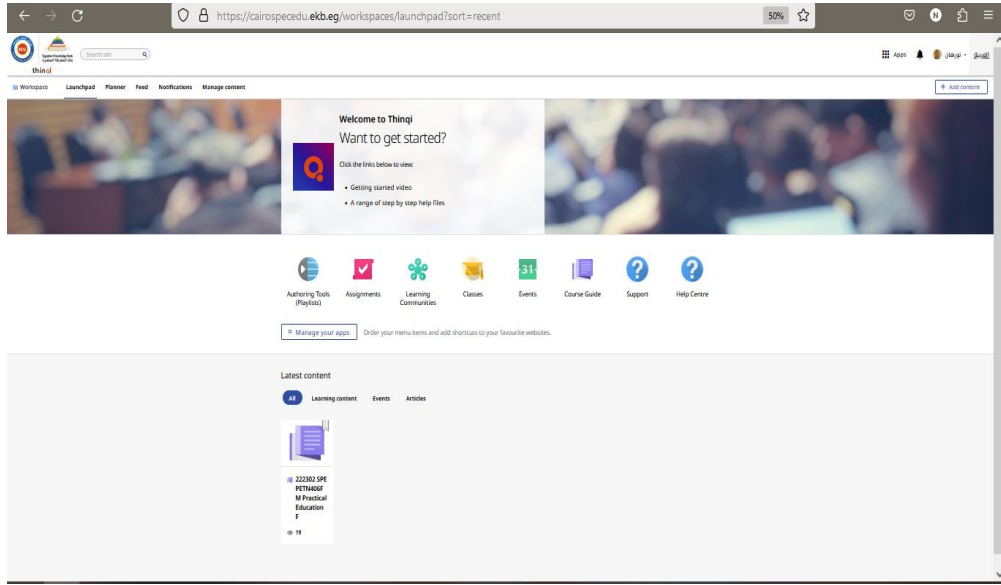 https://cairospecedu.ekb.eg/workspaces/launchpad?sort=recent
50%
N
thinqi
Search site
Apps
نورهان
العربية
Workspace
Launchpad
Planner
Feed
Notifications
Manage content
+ Add content
Welcome to Thinqi
Want to get started?
Click the links below to view:
• Getting started video
• A range of step by step help files
31
Authoring Tools
(Playlists)
Assignments
Learning
Communities
Classes
Events
Course Guide
Support
Help Centre
Manage your apps
Order your menu items and add shortcuts to your favourite websites.
Latest content
All
Learning content
Events
Articles
222302 SPE
PETN406F
M Practical
Education
F
19